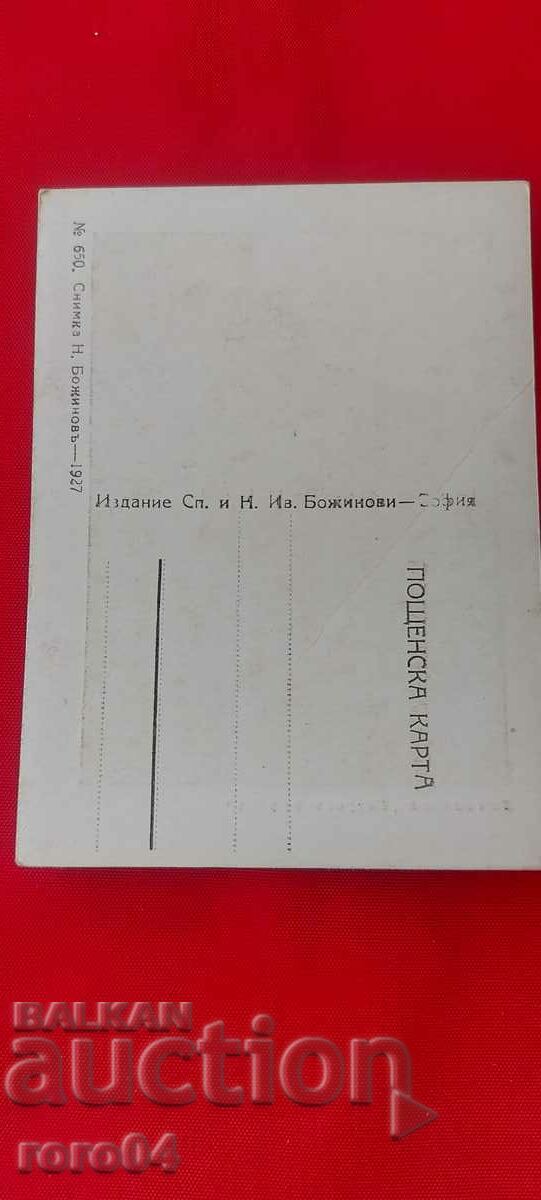 № 650. Снимка Н. Божиновъ—1927
Издание Сп. и Н. Ив. Божинови—София
ПОЩЕНСКА КАРТА
BALKAN
auction
roro04